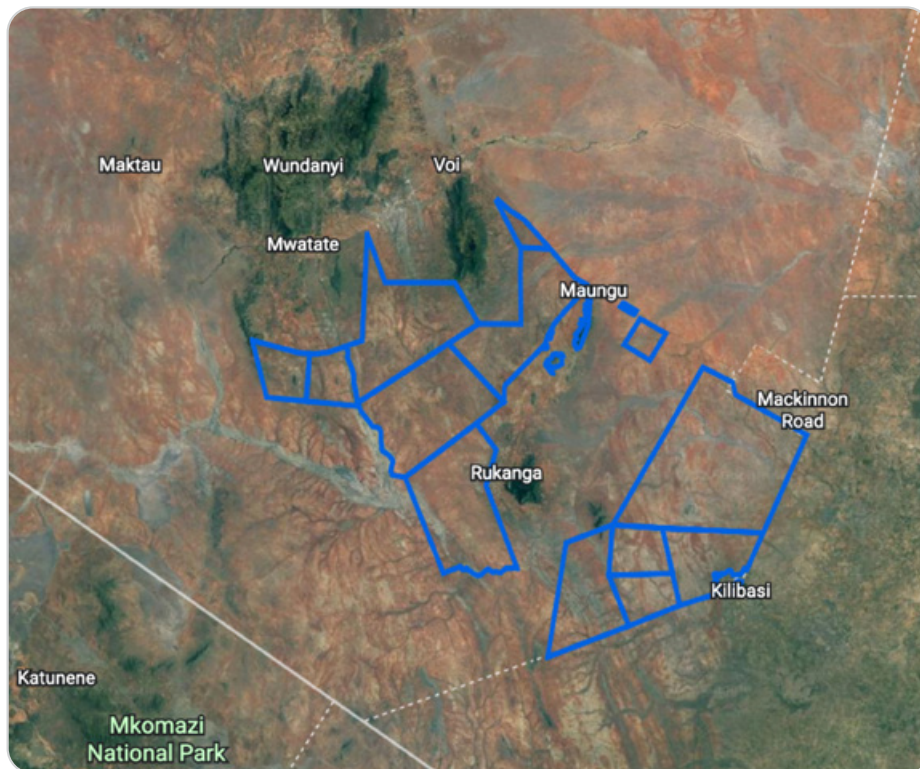 Maktau
Wundanyi
Voi
Mwatate
Maungu
Mackinnon
Road
Rukanga
Kilibasi
Katunene
Mkomazi
National Park